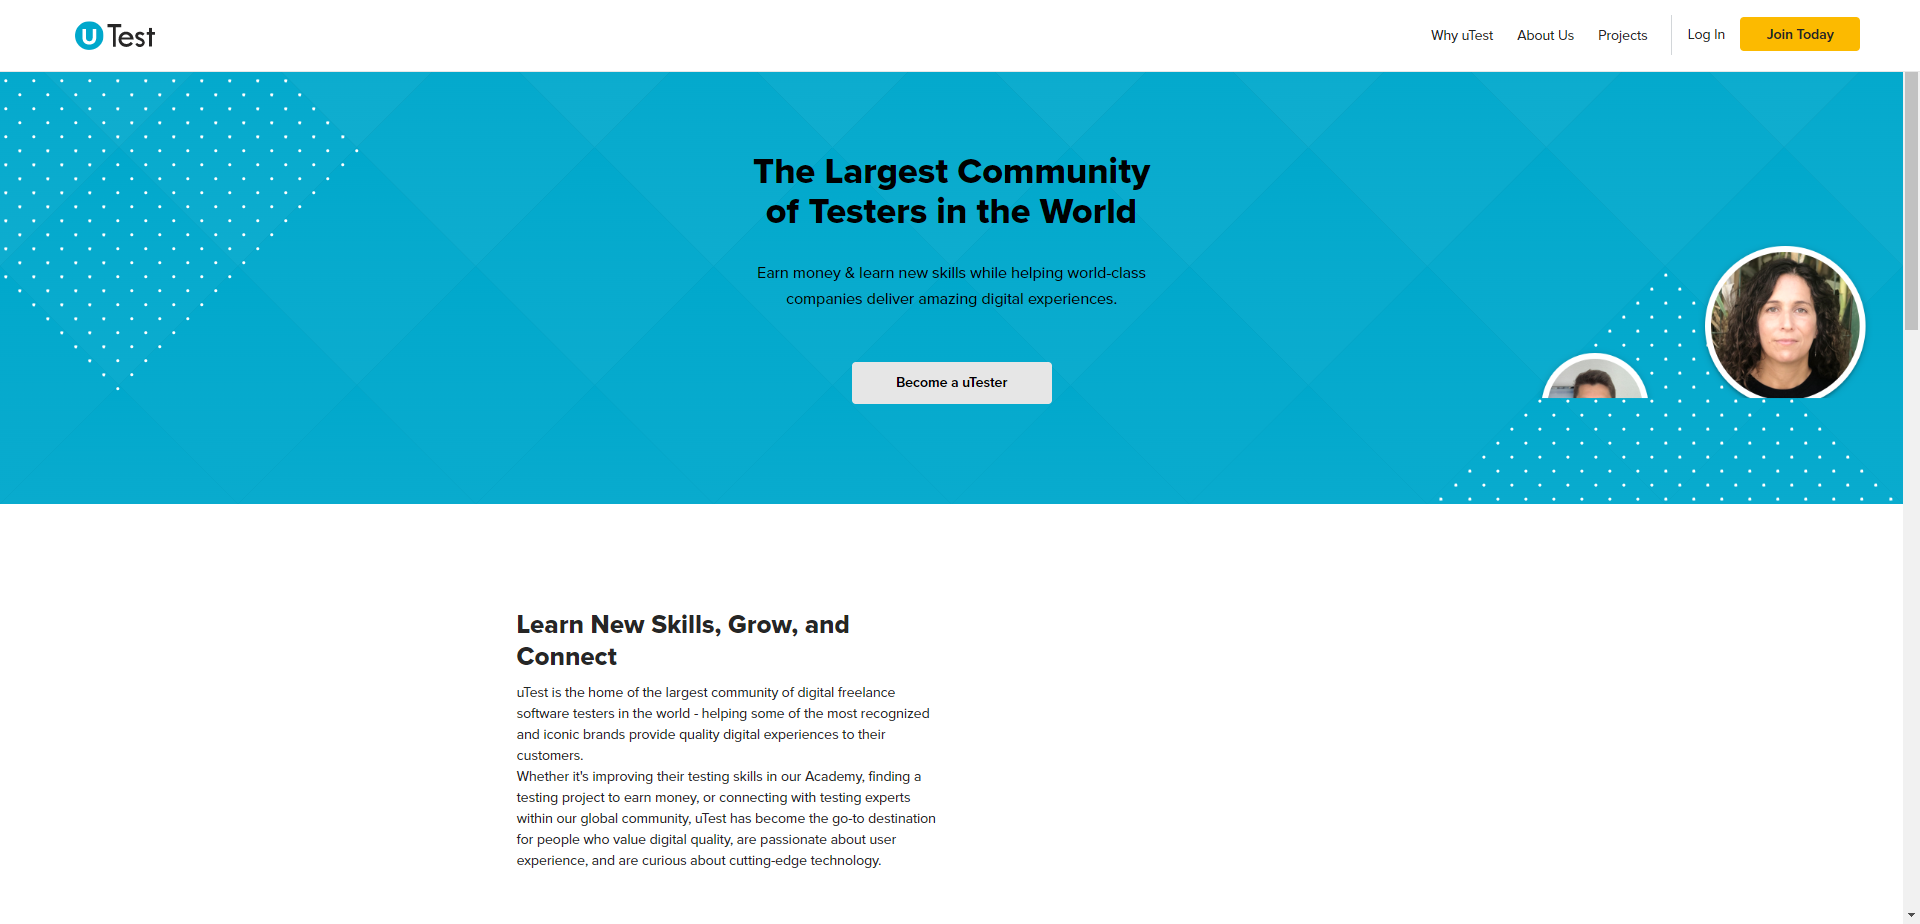 uTest
Why uTest
About Us
Projects
Log In
Join Today
The Largest Community
of Testers in the World
Earn money & learn new skills while helping world-class
companies deliver amazing digital experiences.
Become a uTester
Learn New Skills, Grow, and
Connect
uTest is the home of the largest community of digital freelance
software testers in the world - helping some of the most recognized
and iconic brands provide quality digital experiences to their
customers.
Whether it's improving their testing skills in our Academy, finding a
testing project to earn money, or connecting with testing experts
within our global community, uTest has become the go-to destination
for people who value digital quality, are passionate about user
experience, and are curious about cutting-edge technology.